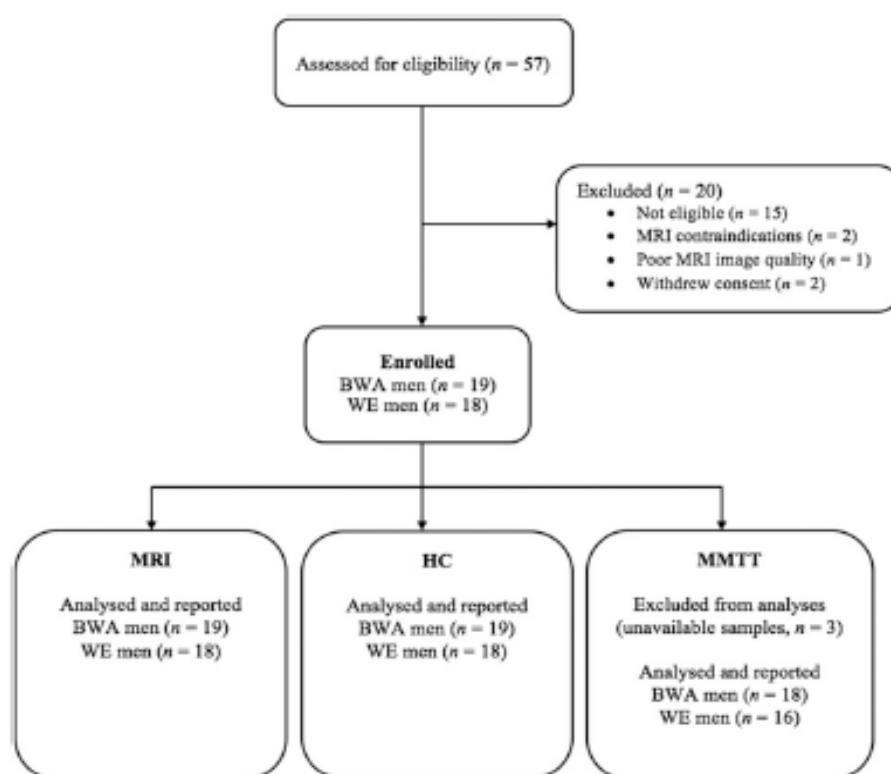 Assessed for eligibility (n = 57)
Excluded (n = 20)
• Not eligible (n = 15)
• MRI contraindications (n = 2)
• Poor MRI image quality (n = 1)
• Withdrew consent (n = 2)
Enrolled
BWA men (n = 19)
WE men (n = 18)
MRI
Analysed and reported
BWA men (n = 19)
WE men (n = 18)
HC
Analysed and reported
BWA men (n = 19)
WE men (n = 18)
MMTT
Excluded from analyses
(unavailable samples, n = 3)
Analysed and reported
BWA men (n = 18)
WE men (n = 16)